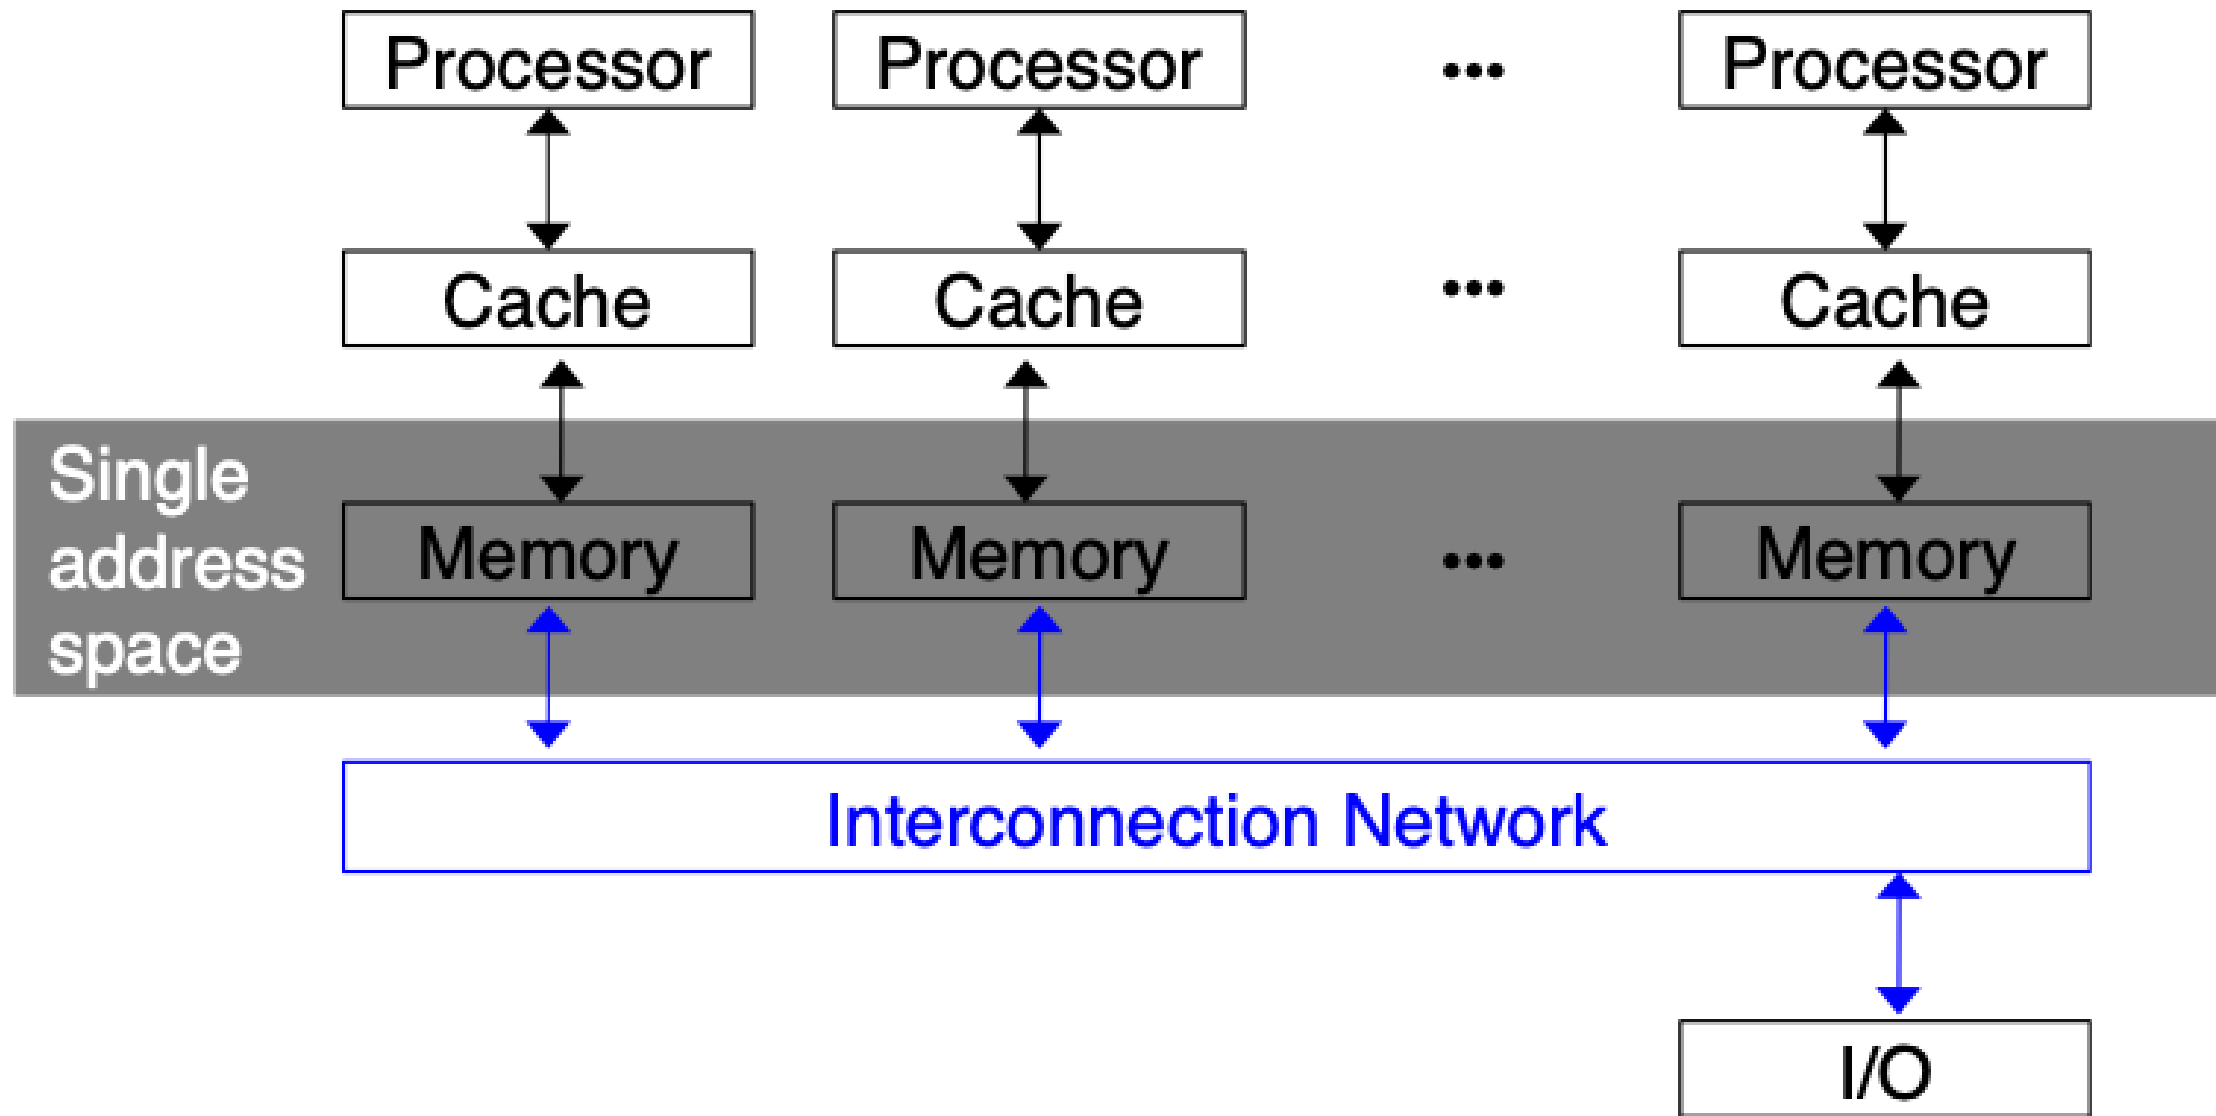 Processor Processor ... Processor
Cache Cache ... Cache
Single
address
space
Memory Memory ... Memory
Interconnection Network
I/O